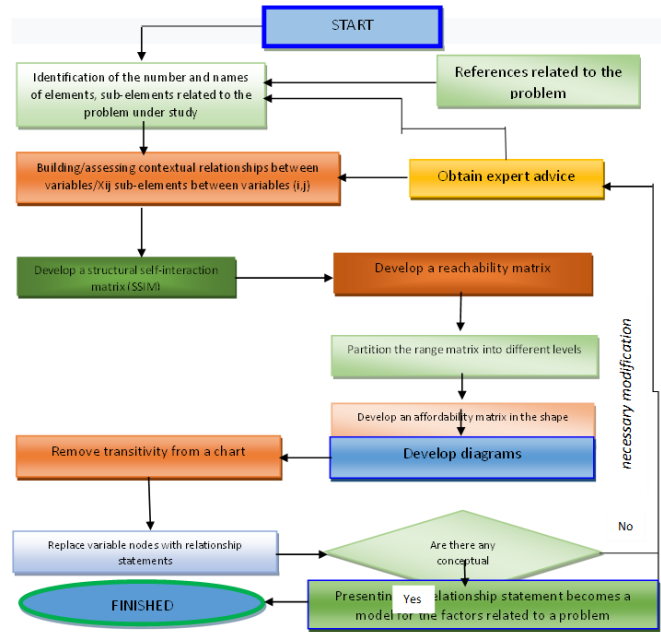 START
Identification of the number and names
of elements, sub-elements related to the
problem under study
References related to the
problem
Building/assessing contextual relationships between
variables/Xij sub-elements between variables (i,j)
Obtain expert advice
Develop a structural self-interaction
matrix (SSIM)
Develop a reachability matrix
necessary modification
Partition the range matrix into different levels
Develop an affordability matrix in the shape
Remove transitivity from a chart
Develop diagrams
No
Replace variable nodes with relationship
statements
Are there any
conceptual
Yes
FINISHED
Presenting relationship statement becomes a
model for the factors related to a problem